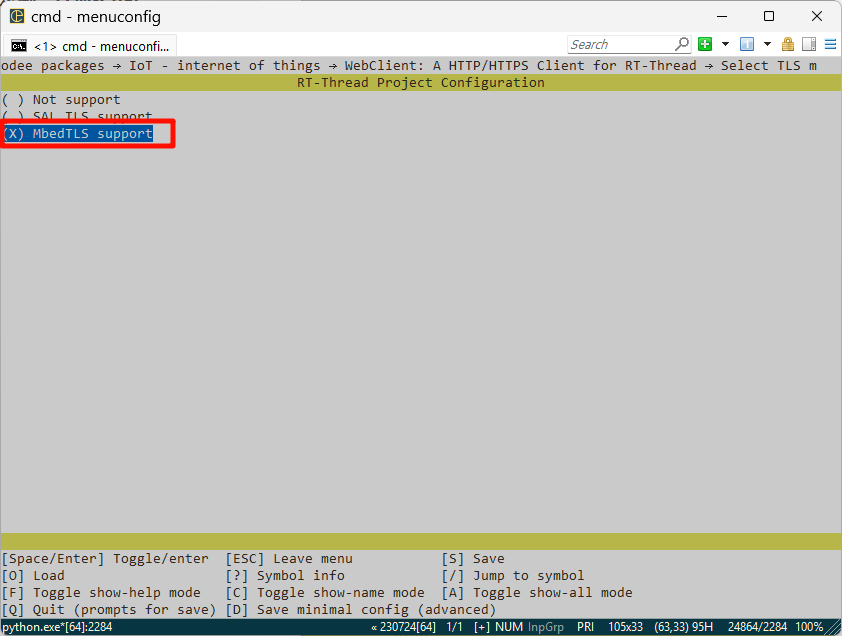 cmd - menuconfig
<1> cmd - menuconfi...
Search
odee packages → IoT - internet of things → WebClient: A HTTP/HTTPS Client for RT-Thread → Select TLS m
RT-Thread Project Configuration
( ) Not support
( ) SAL TLS support
(X) MbedTLS support
[Space/Enter] Toggle/enter [ESC] Leave menu [S] Save
[O] Load [?] Symbol info [/] Jump to symbol
[F] Toggle show-help mode [C] Toggle show-name mode [A] Toggle show-all mode
[Q] Quit (prompts for save) [D] Save minimal config (advanced)
python.exe*[64]:2284 « 230724[64] 1/1 [+] NUM InpGrp PRI 105x33 (63,33) 95H 24864/2284 100%